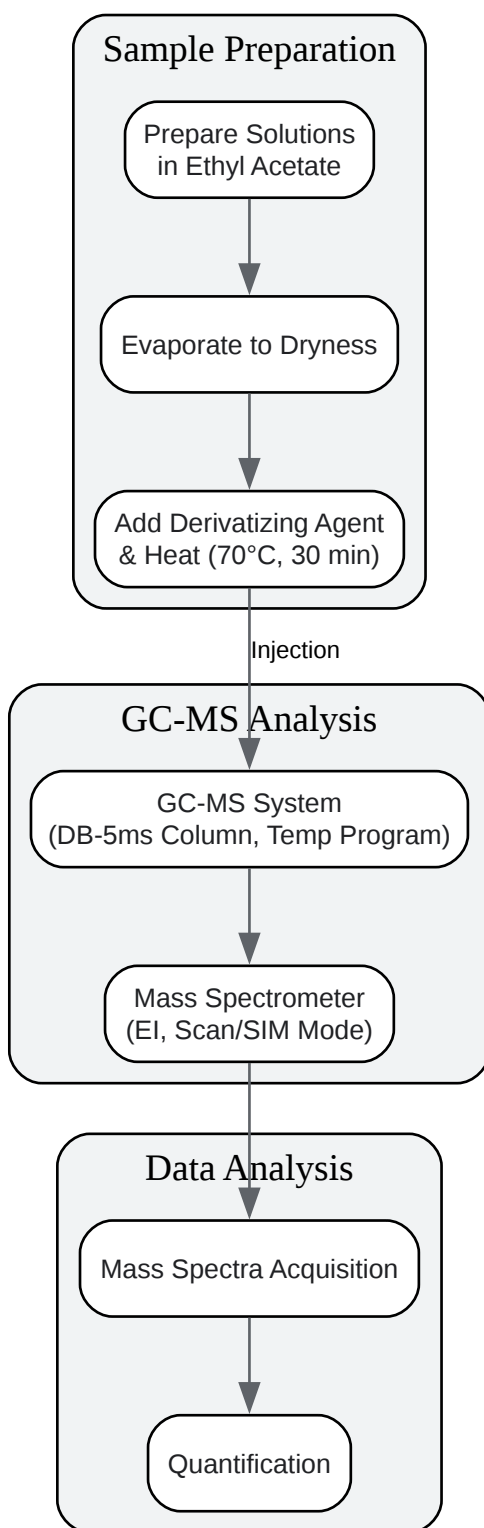 Sample Preparation
Prepare Solutions
in Ethyl Acetate
Evaporate to Dryness
Add Derivatizing Agent
& Heat (70°C, 30 min)
Injection
GC-MS Analysis
GC-MS System
(DB-5ms Column, Temp Program)
Mass Spectrometer
(EI, Scan/SIM Mode)
Data Analysis
Mass Spectra Acquisition
Quantification